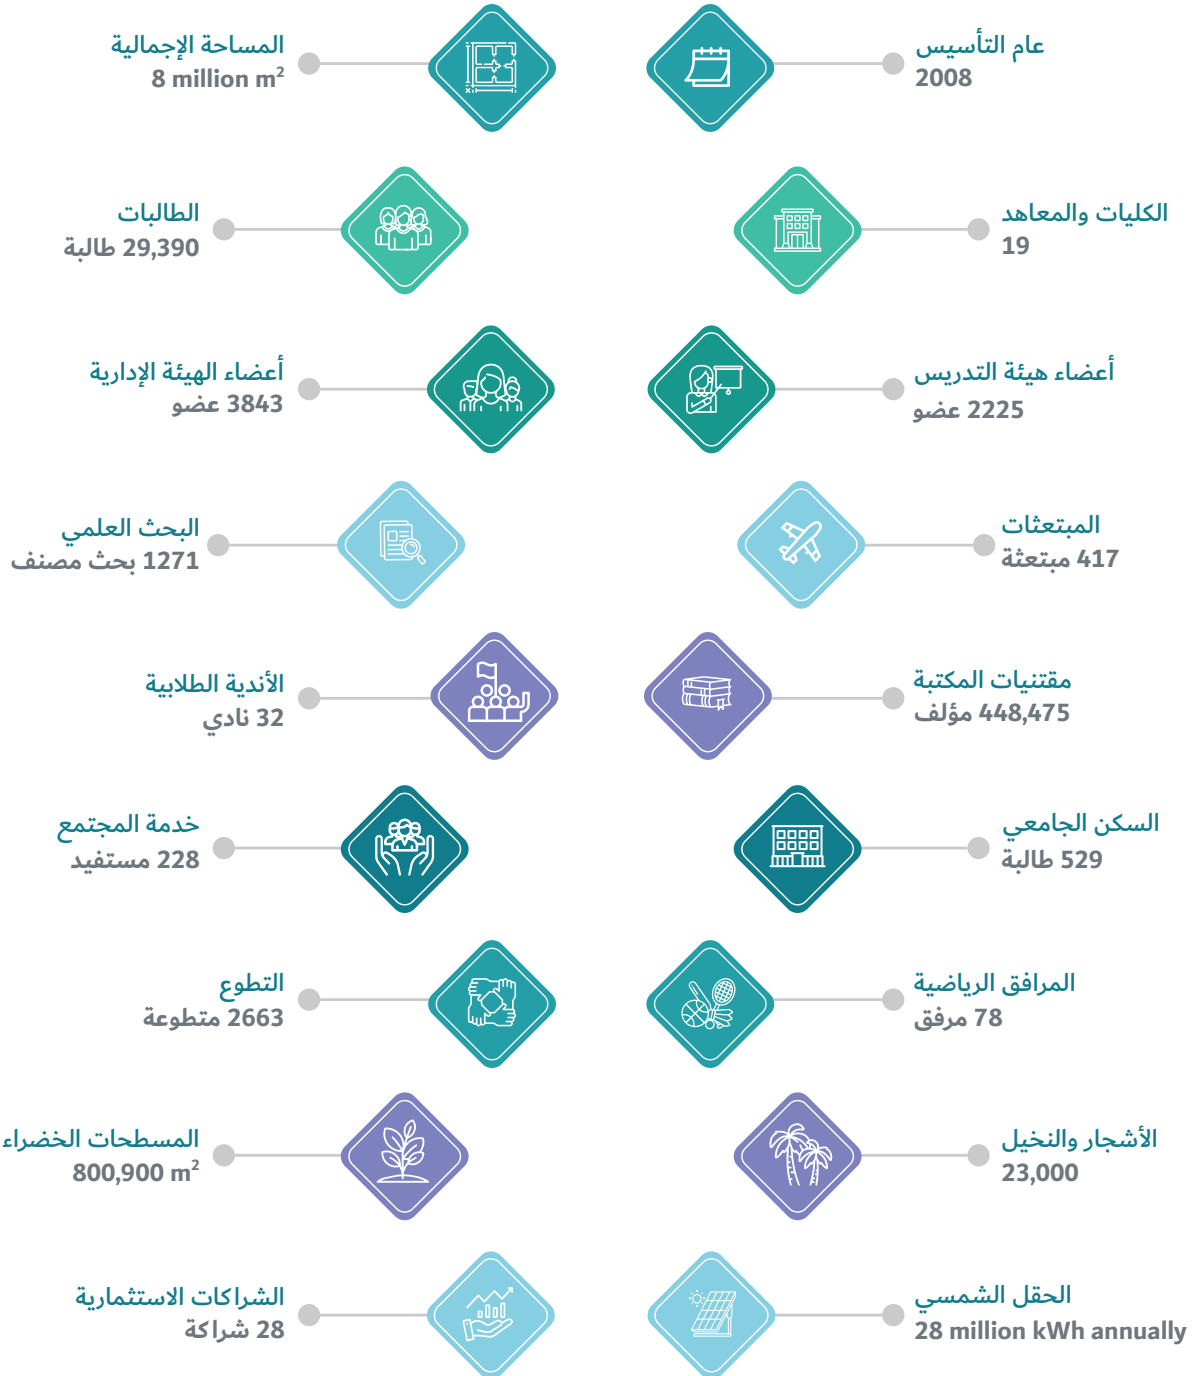 عام التأسيس
2008
المساحة الإجمالية
8 million m²
الكليات والمعاهد
19
الطالبات
29,390 طالبة
أعضاء هيئة التدريس
2225 عضو
أعضاء الهيئة الإدارية
3843 عضو
المبتعثات
417 مبتعثة
البحث العلمي
1271 بحث مصنف
مقتنيات المكتبة
448,475 مؤلف
الأندية الطلابية
32 نادي
السكن الجامعي
529 طالبة
خدمة المجتمع
228 مستفيد
المرافق الرياضية
78 مرفق
التطوع
2663 متطوعة
الأشجار والنخيل
23,000
المسطحات الخضراء
800,900 m²
الحقل الشمسي
28 million kWh annually
الشراكات الاستثمارية
28 شراكة